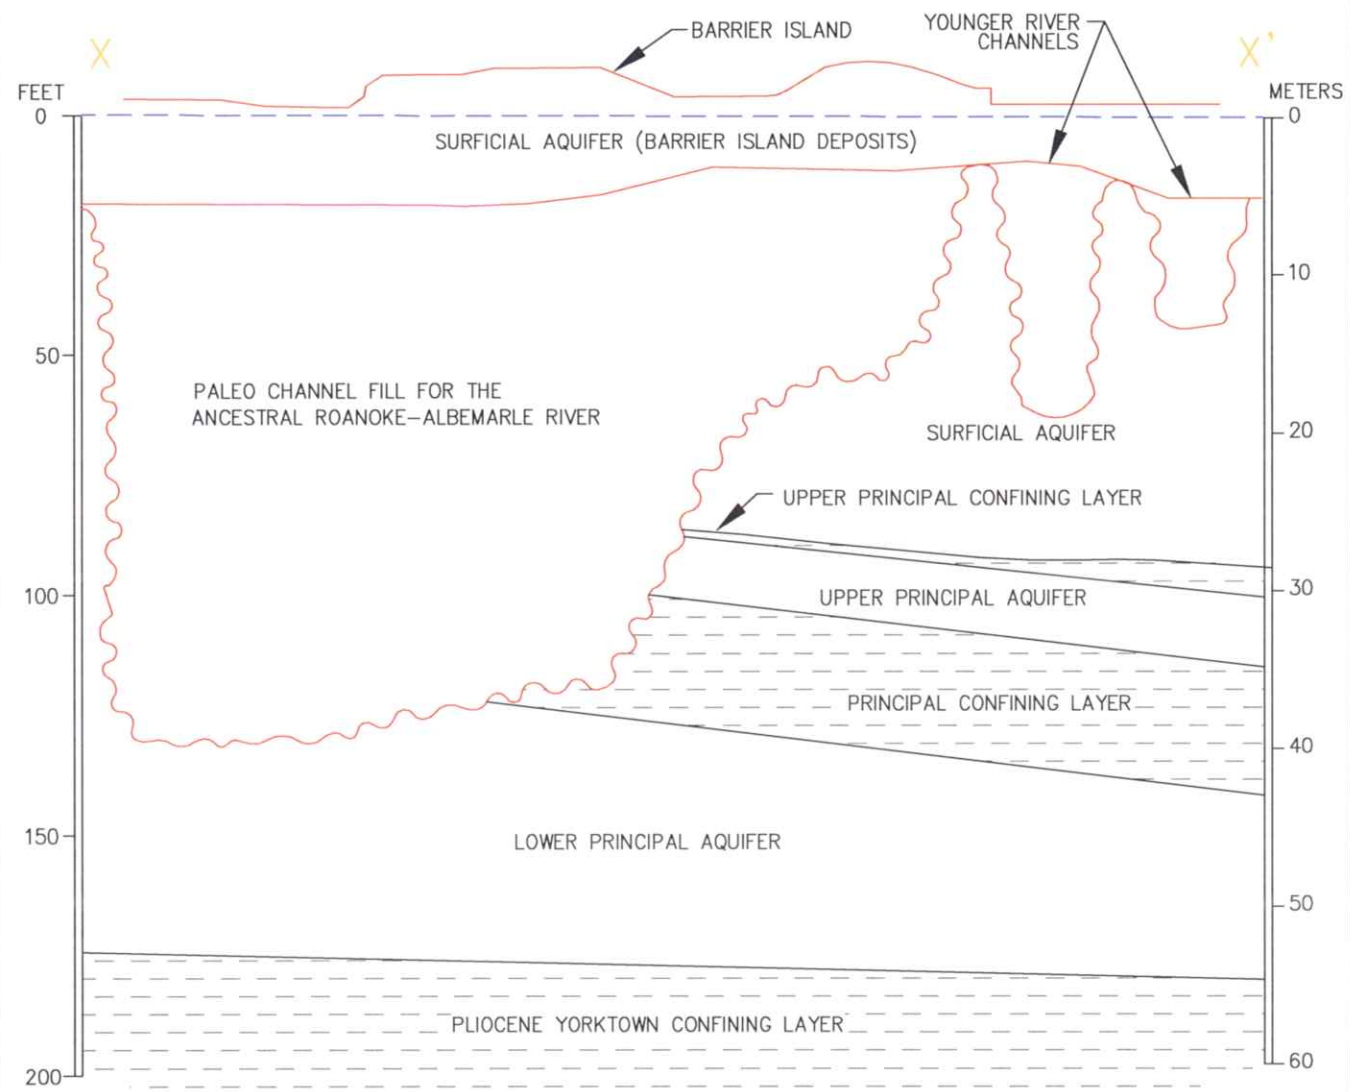 X
BARRIER ISLAND
YOUNGER RIVER
CHANNELS
X'
FEET
METERS
0
0
SURFICIAL AQUIFER (BARRIER ISLAND DEPOSITS)
10
50
PALEO CHANNEL FILL FOR THE
ANCESTRAL ROANOKE–ALBEMARLE RIVER
SURFICIAL AQUIFER
20
UPPER PRINCIPAL CONFINING LAYER
100
UPPER PRINCIPAL AQUIFER
30
PRINCIPAL CONFINING LAYER
40
150
LOWER PRINCIPAL AQUIFER
50
PLIOCENE YORKTOWN CONFINING LAYER
200
60